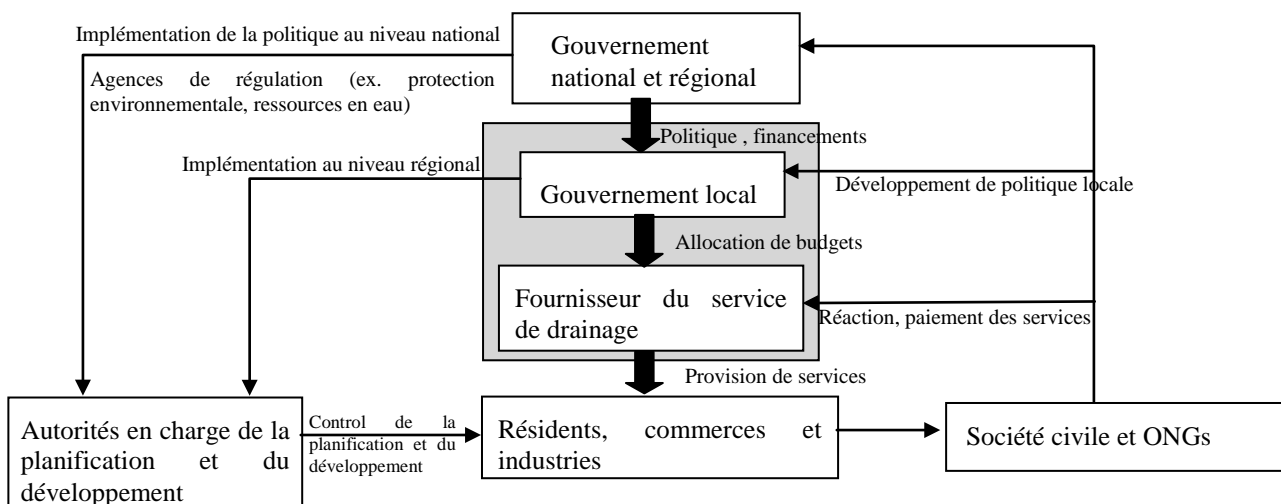 Implémentation de la politique au niveau national
Gouvernement
national et régional
Agences de régulation (ex. protection
environnementale, ressources en eau)
Politique , financements
Implémentation au niveau régional
Gouvernement local
Développement de politique locale
Allocation de budgets
Fournisseur du service
de drainage
Réaction, paiement des services
Provision de services
Autorités en charge de la
planification et du
développement
Control de la
planification et du
développement
Résidents, commerces et
industries
Société civile et ONGs